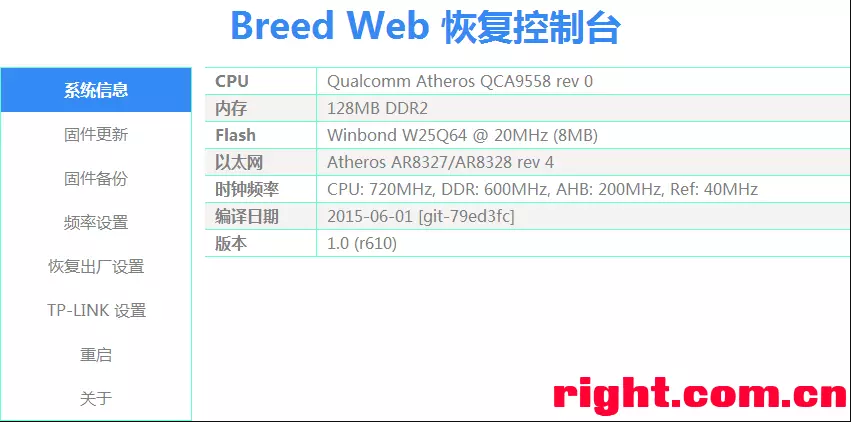 Breed Web 恢复控制台
系统信息
固件更新
固件备份
频率设置
恢复出厂设置
TP-LINK 设置
重启
关于
CPU Qualcomm Atheros QCA9558 rev 0
内存 128MB DDR2
Flash Winbond W25Q64 @ 20MHz (8MB)
以太网 Atheros AR8327/AR8328 rev 4
时钟频率 CPU: 720MHz, DDR: 600MHz, AHB: 200MHz, Ref: 40MHz
编译日期 2015-06-01 [git-79ed3fc]
版本 1.0 (r610)
right.com.cn